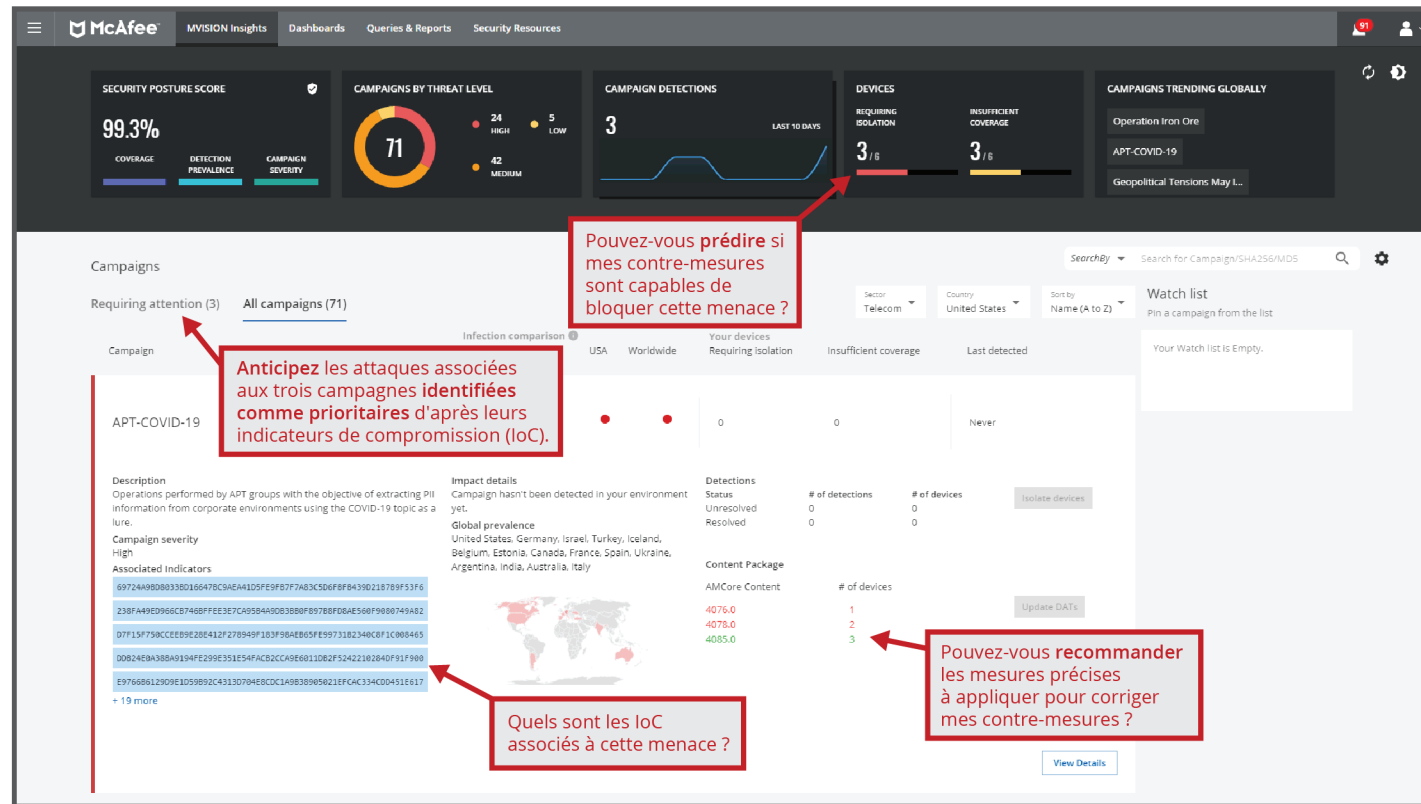 McAfee™
MVISION Insights
Dashboards
Queries & Reports
Security Resources
91
SECURITY POSTURE SCORE
99.3%
COVERAGE
DETECTION
PREVALENCE
CAMPAIGN
SEVERITY
CAMPAIGNS BY THREAT LEVEL
71
24
HIGH
5
LOW
42
MEDIUM
CAMPAIGN DETECTIONS
3
LAST 10 DAYS
DEVICES
REQUIRING
ISOLATION
3 / 6
INSUFFICIENT
COVERAGE
3 / 6
CAMPAIGNS TRENDING GLOBALLY
Operation Iron Ore
APT-COVID-19
Geopolitical Tensions May I...
Pouvez-vous prédire si
mes contre-mesures
sont capables de
bloquer cette menace ?
Campaigns
SearchBy
Search for Campaign/SHA256/MD5
Requiring attention (3)
All campaigns (71)
Sector
Telecom
Country
United States
Sort by
Name (A to Z)
Watch list
Pin a campaign from the list
Your Watch list is Empty.
Infection comparison
Your devices
Campaign
USA
Worldwide
Requiring isolation
Insufficient coverage
Last detected
Anticipez les attaques associées
aux trois campagnes identifiées
comme prioritaires d'après leurs
indicateurs de compromission (IoC).
APT-COVID-19
0
0
Never
Description
Operations performed by APT groups with the objective of extracting PII
information from corporate environments using the COVID-19 topic as a
lure.
Campaign severity
High
Associated Indicators
69724A9BD8033BD16647BC9AEA41D5FE9FB7F7AB3C5D6FBFB439D21B7B9F53F6
238FA49ED966CB746BFFEE3E7CA95B4A9DB3BB0F897B8FD8AE560F9080749A82
D7F15F750CCEEB9E28E412F278949F183F98AEB65FE99731B2340C8F1C008465
DDB24E0A38BA9194FE299E351E54FACB2CCA9E6011DB2F5242210284DF91F900
E9766B6129D9E1D59B92C4313D704E8CDC1A9B38905021EFCAC334CDD451E617
+ 19 more
Impact details
Campaign hasn't been detected in your environment
yet.
Global prevalence
United States, Germany, Israel, Turkey, Iceland,
Belgium, Estonia, Canada, France, Spain, Ukraine,
Argentina, India, Australia, Italy
Detections
Status
# of detections
# of devices
Unresolved
0
0
Resolved
0
0
Isolate devices
Content Package
AMCore Content
# of devices
4076.0
1
4078.0
2
4085.0
3
Update DATs
Pouvez-vous recommander
les mesures précises
à appliquer pour corriger
mes contre-mesures ?
Quels sont les IoC
associés à cette menace ?
View Details